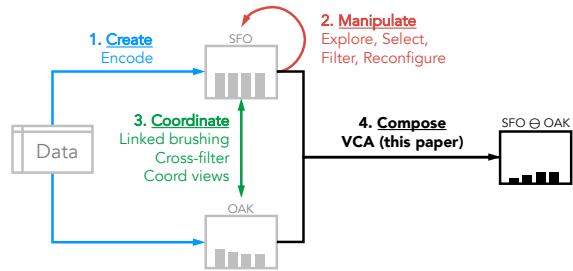 1. Create
Encode
SFO
2. Manipulate
Explore, Select,
Filter, Reconfigure
Data
3. Coordinate
Linked brushing
Cross-filter
Coord views
4. Compose
VCA (this paper)
SFO ⊖ OAK
OAK